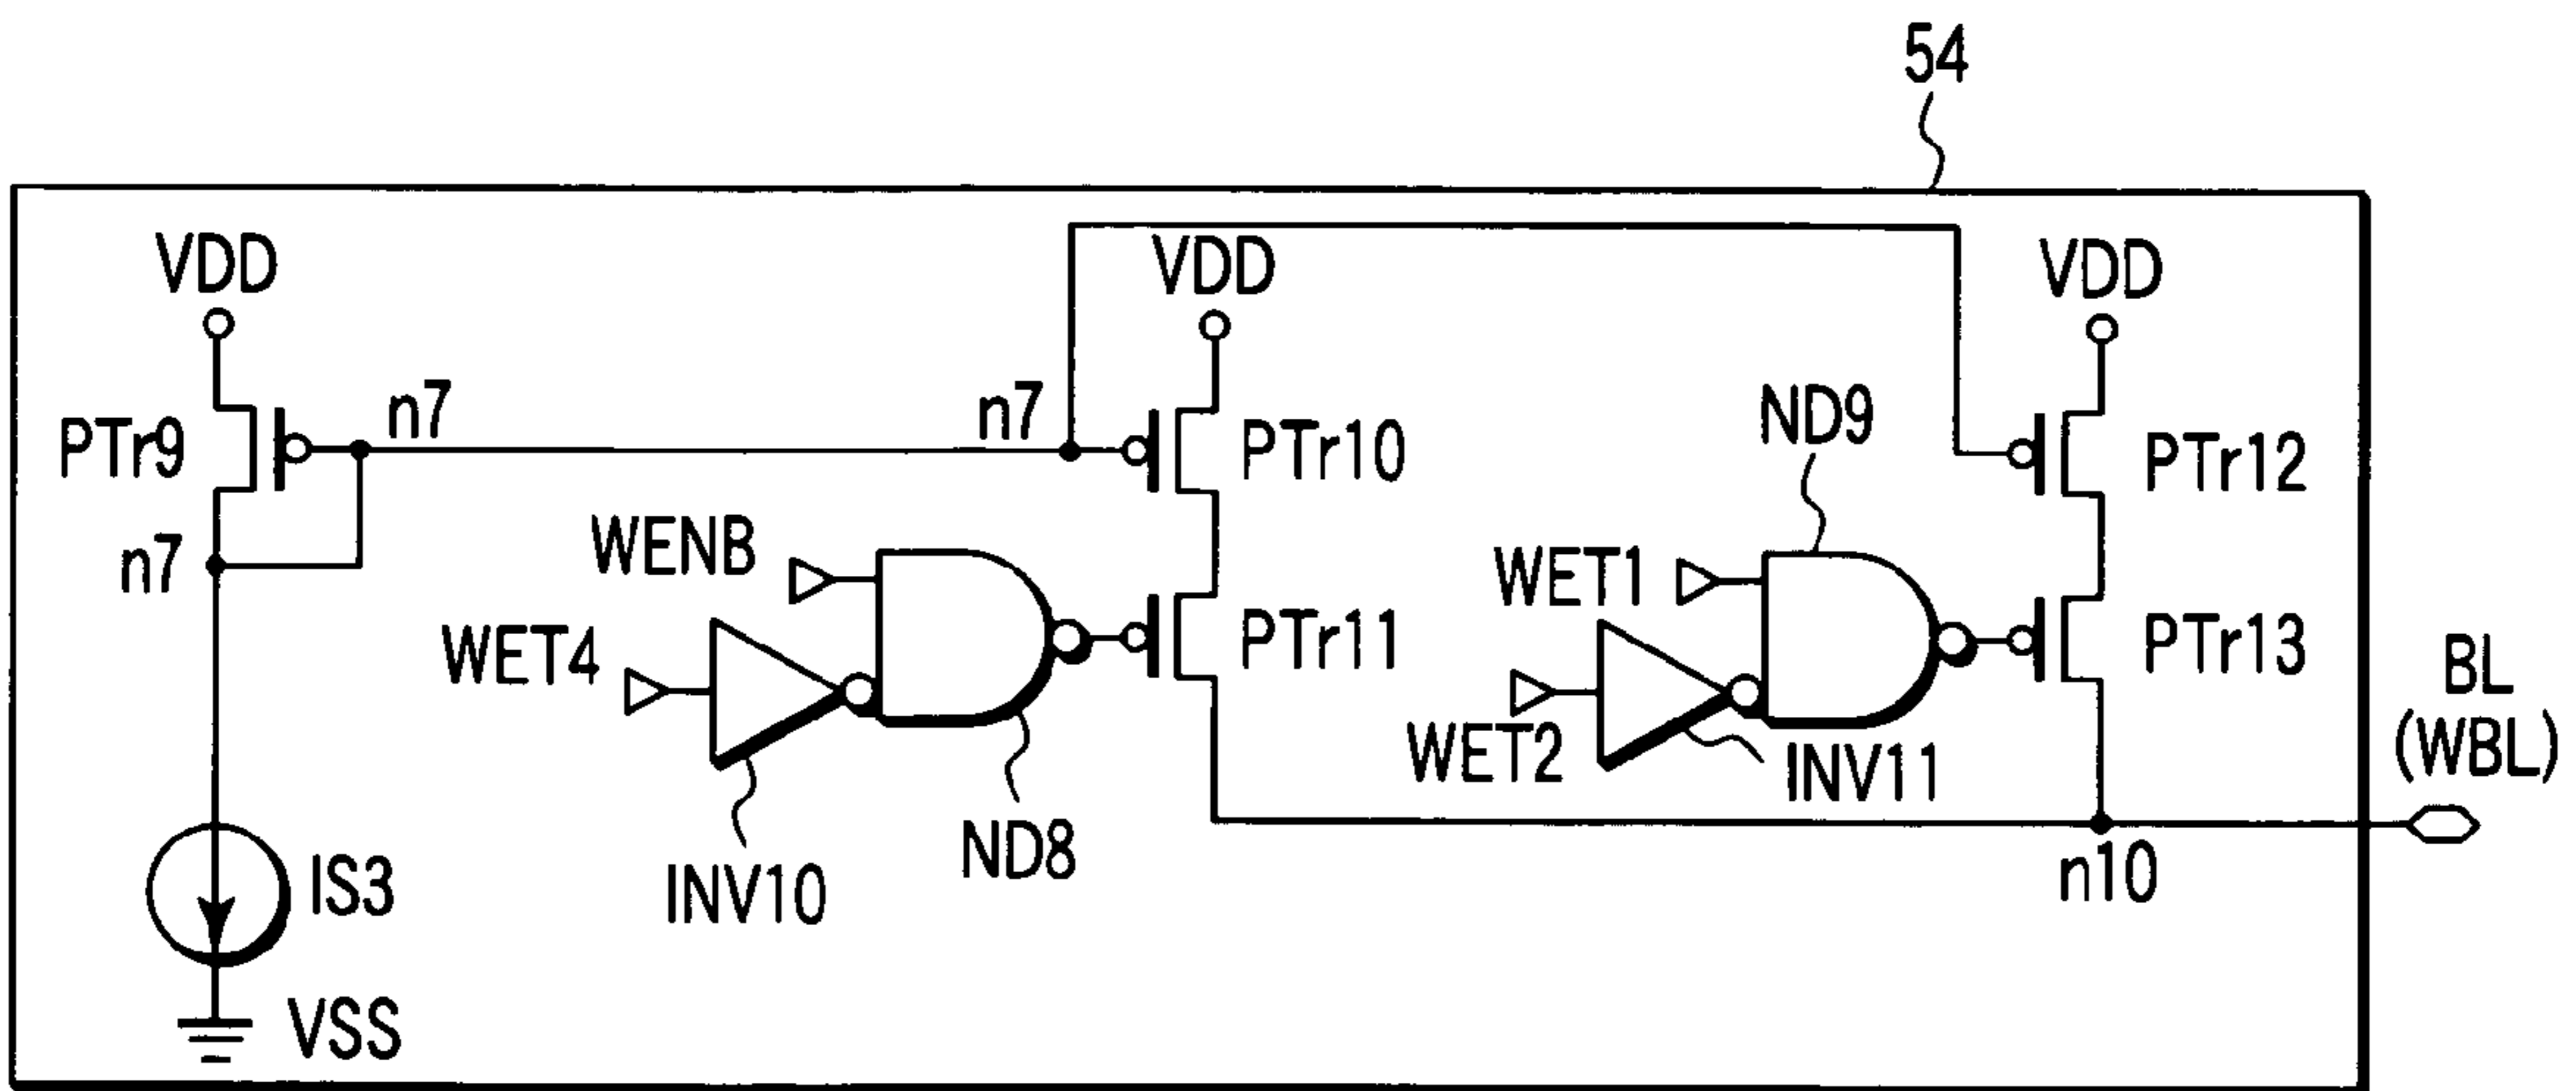 54
VDD
VDD
VDD
PTr9
n7
n7
PTr10
ND9
PTr12
n7
WENB
WET1
WET4
PTr11
PTr13
BL
(WBL)
WET2
INV11
IS3
INV10
ND8
n10
VSS